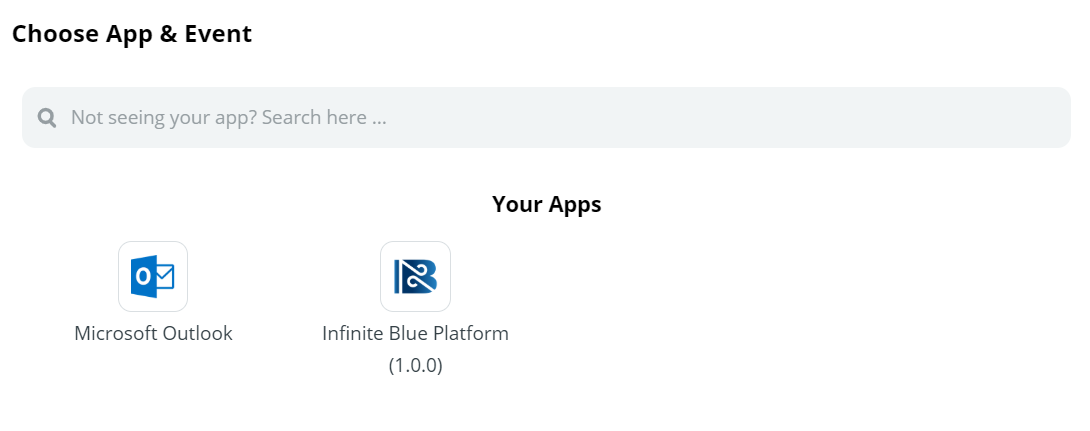 Choose App & Event
Not seeing your app? Search here ...
Your Apps
Microsoft Outlook
Infinite Blue Platform
(1.0.0)